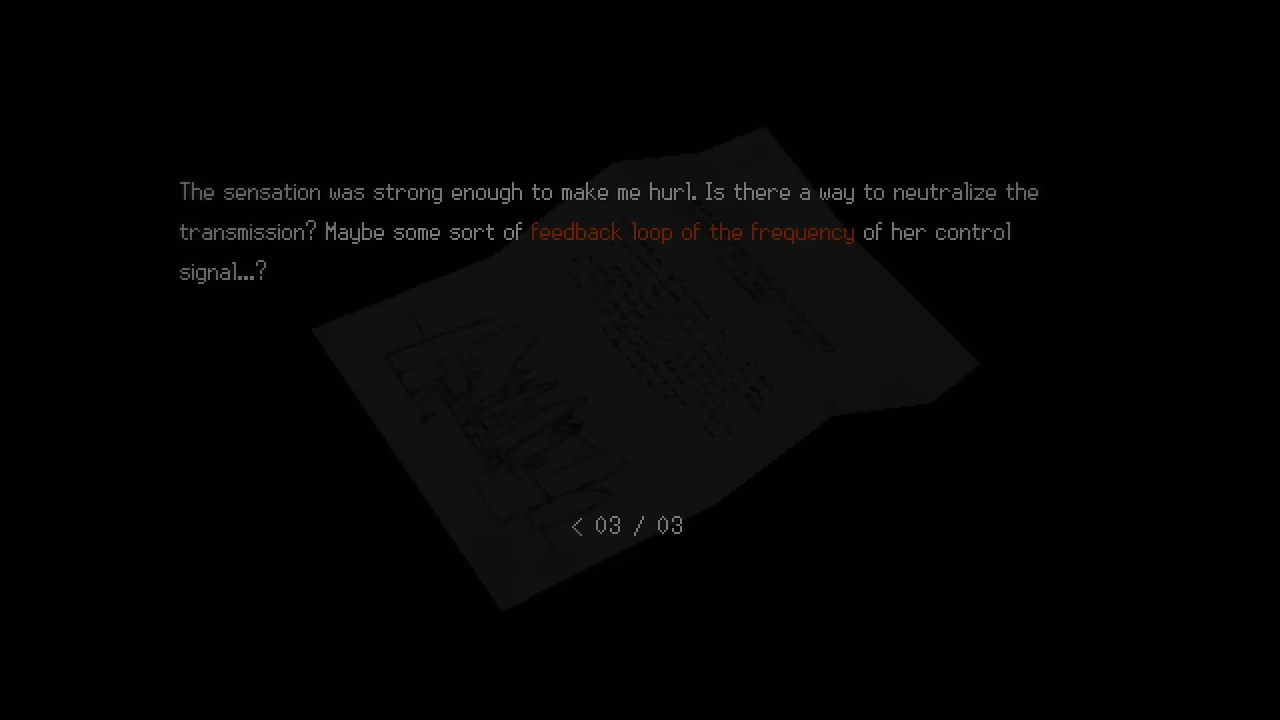 The sensation was strong enough to make me hurl. Is there a way to neutralize the
transmission? Maybe some sort of feedback loop of the frequency of her control
signal...?
< 03 / 03